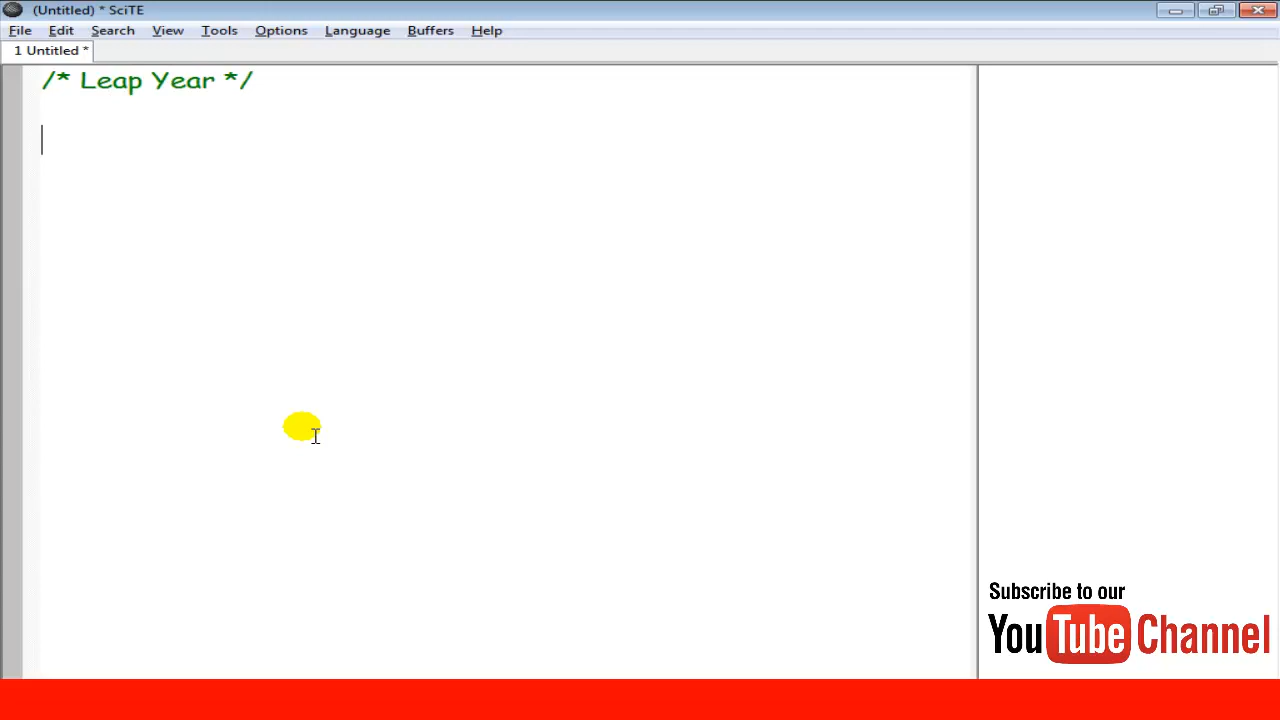 (Untitled) * SciTE
File Edit Search View Tools Options Language Buffers Help
1 Untitled *
/* Leap Year */
Subscribe to our
YouTube Channel